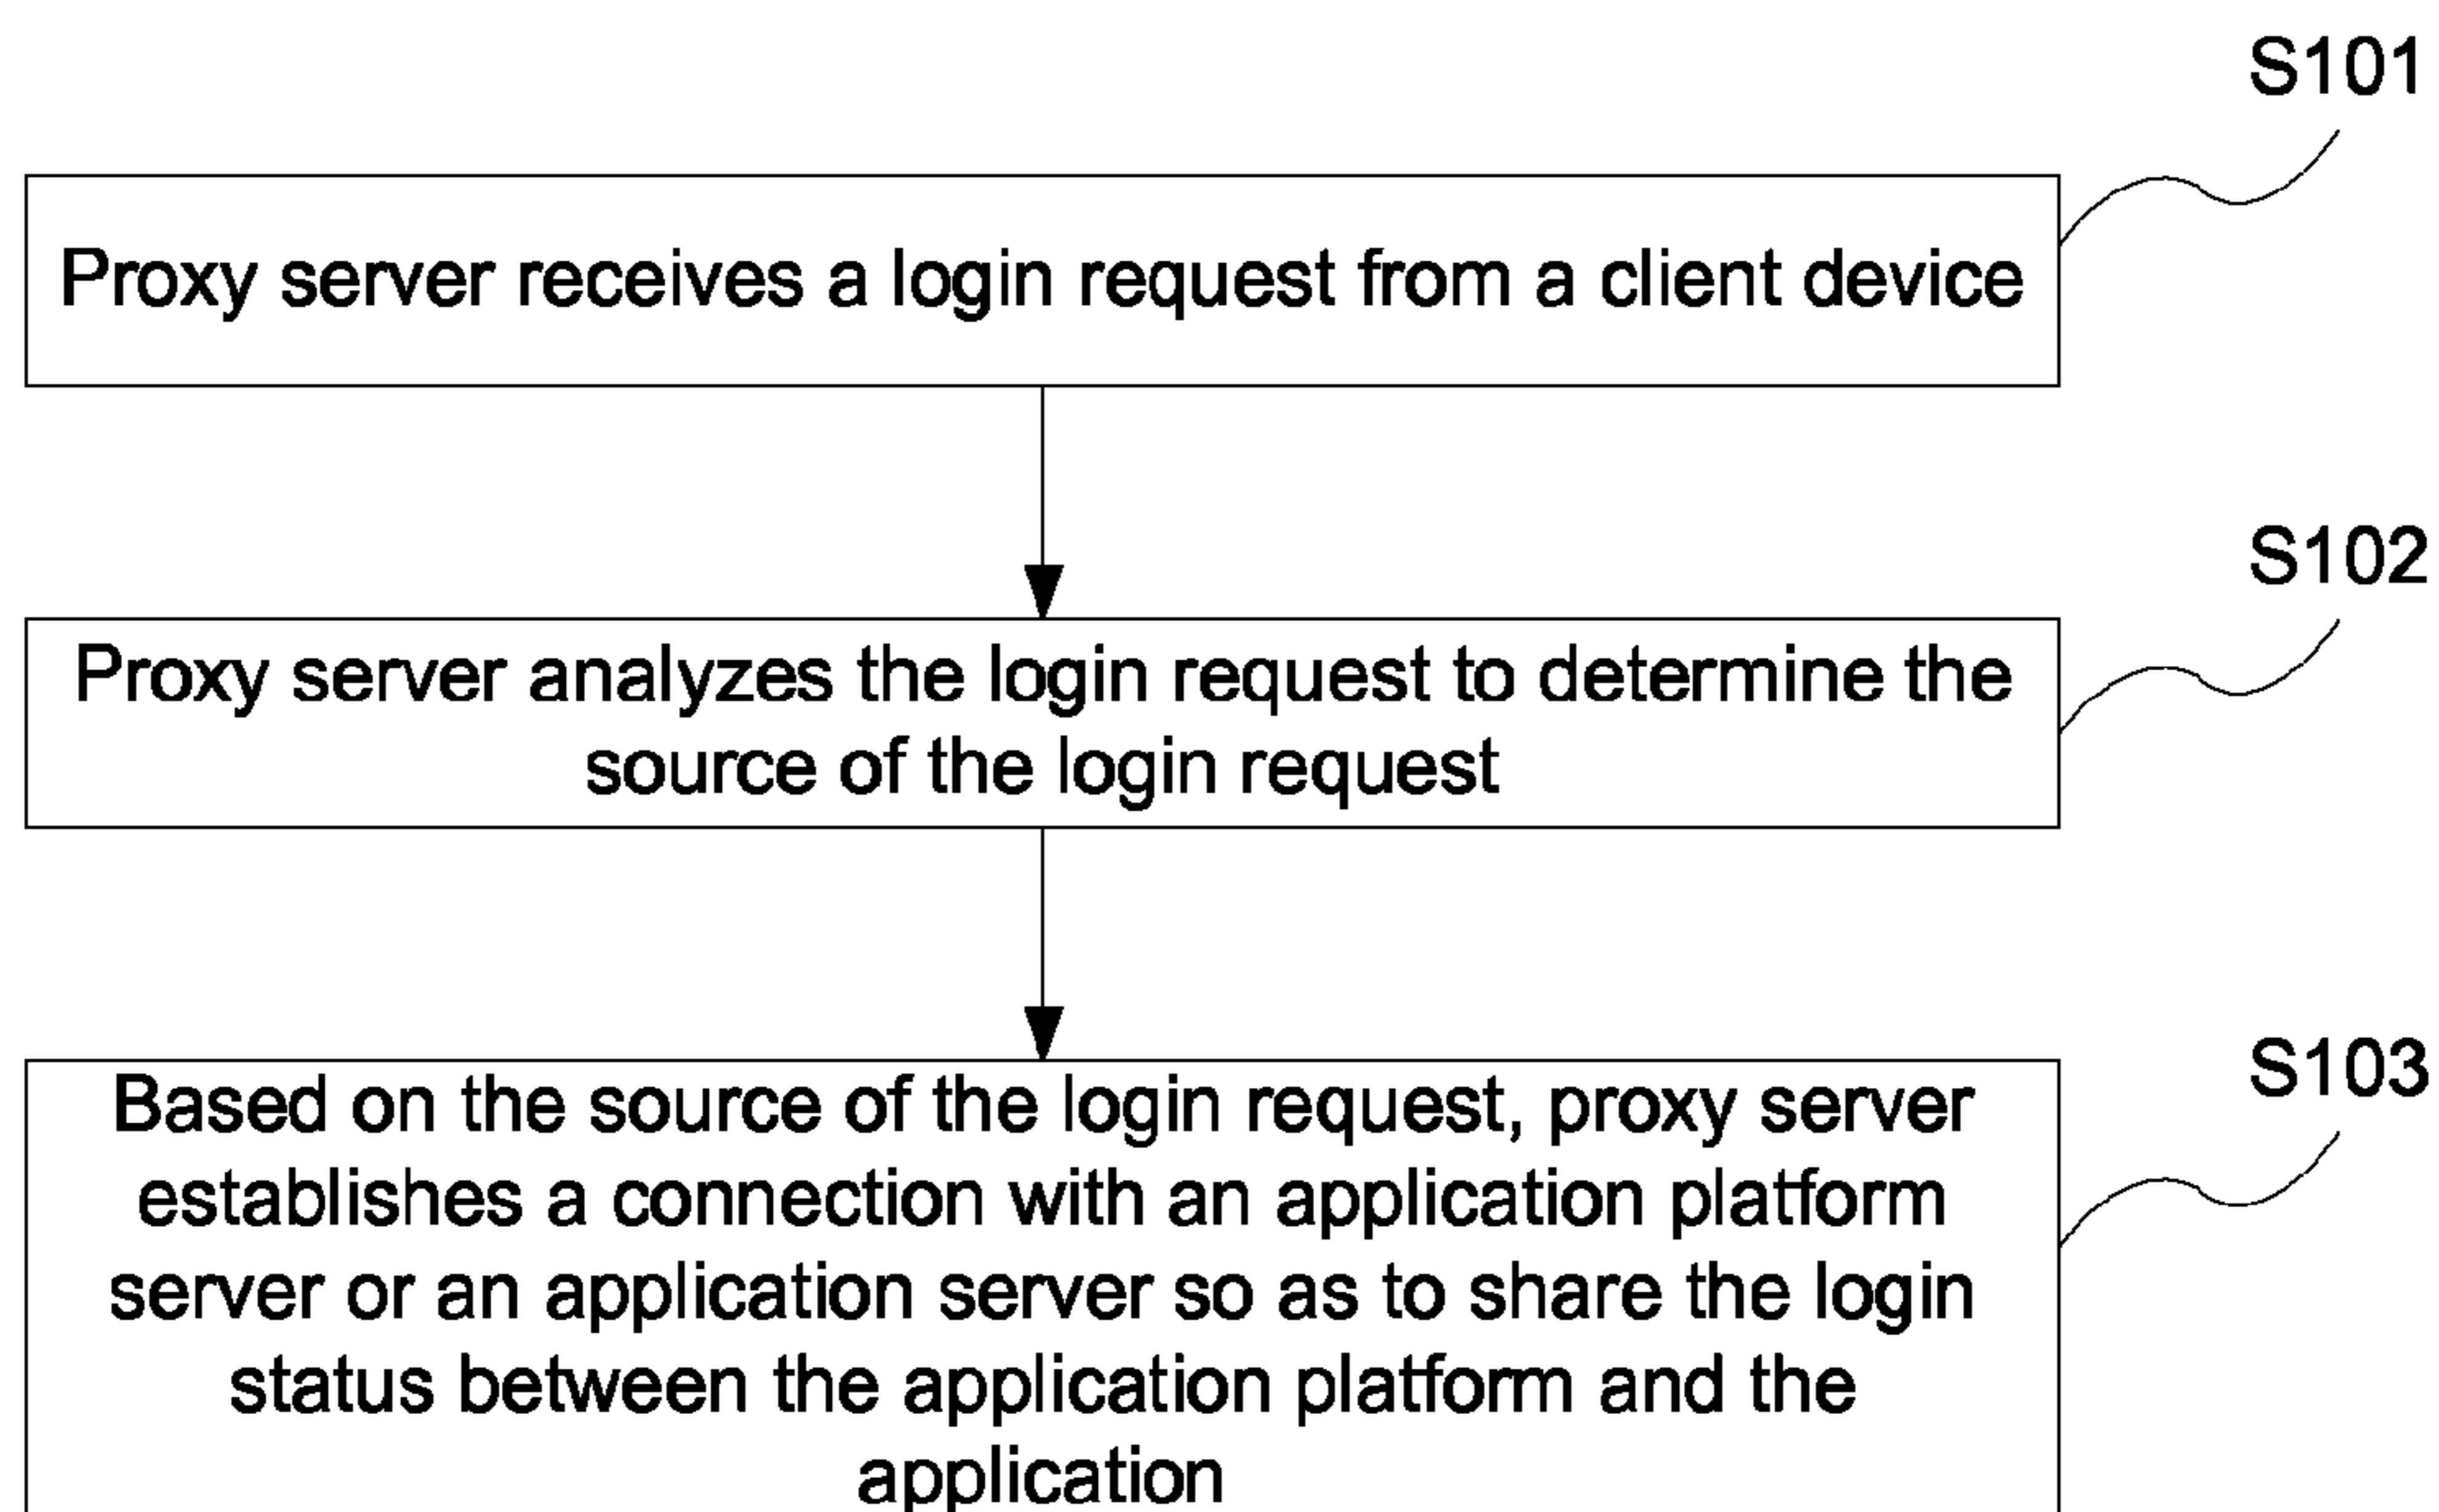 S101
Proxy server receives a login request from a client device
S102
Proxy server analyzes the login request to determine the
source of the login request
S103
Based on the source of the login request, proxy server
establishes a connection with an application platform
server or an application server so as to share the login
status between the application platform and the
application